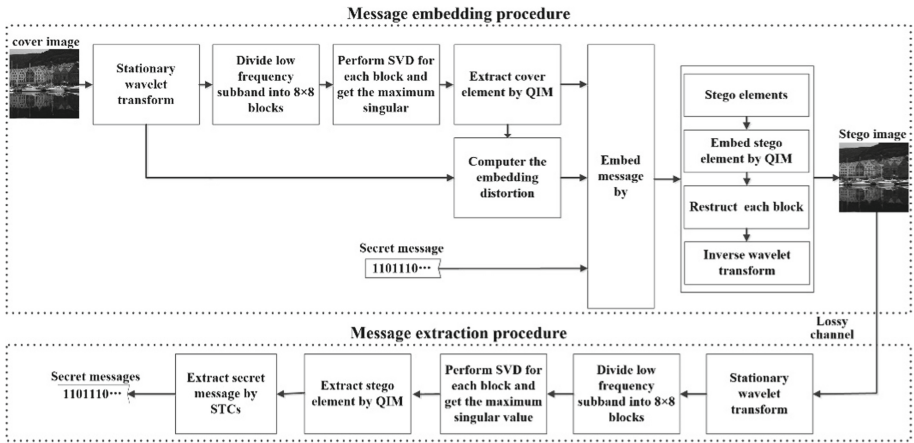 Message embedding procedure
cover image
Stationary
wavelet
transform
Divide low
frequency
subband into 8×8
blocks
Perform SVD for
each block and
get the maximum
singular
Extract cover
element by QIM
Computer the
embedding
distortion
Secret message
1101110···
Embed
message
by
Stego elements
Embed stego
element by QIM
Restruct each block
Inverse wavelet
transform
Stego image
Lossy
channel
Message extraction procedure
Secret messages
1101110···
Extract secret
message by
STCs
Extract stego
element by QIM
Perform SVD for
each block and
get the maximum
singular value
Divide low
frequency
subband into 8×8
blocks
Stationary
wavelet
transform